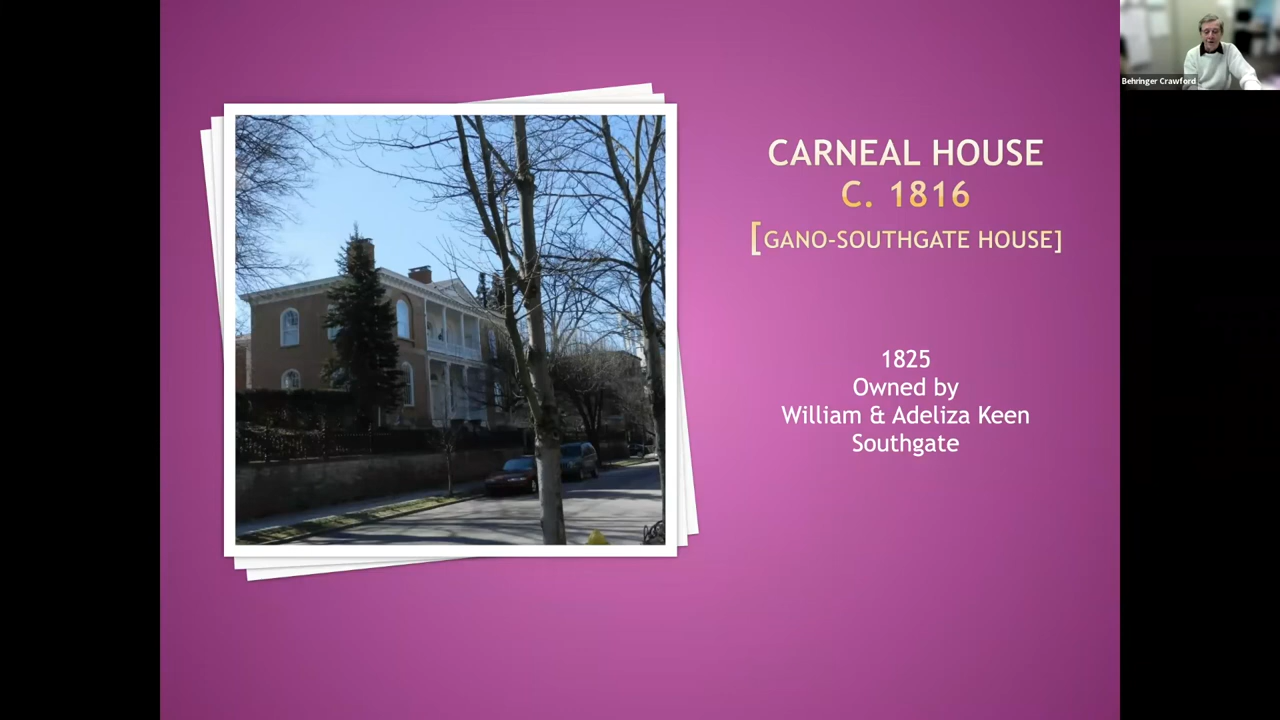 Behringer Crawford
CARNEAL HOUSE
C. 1816
[GANO-SOUTHGATE HOUSE]
1825
Owned by
William & Adeliza Keen
Southgate